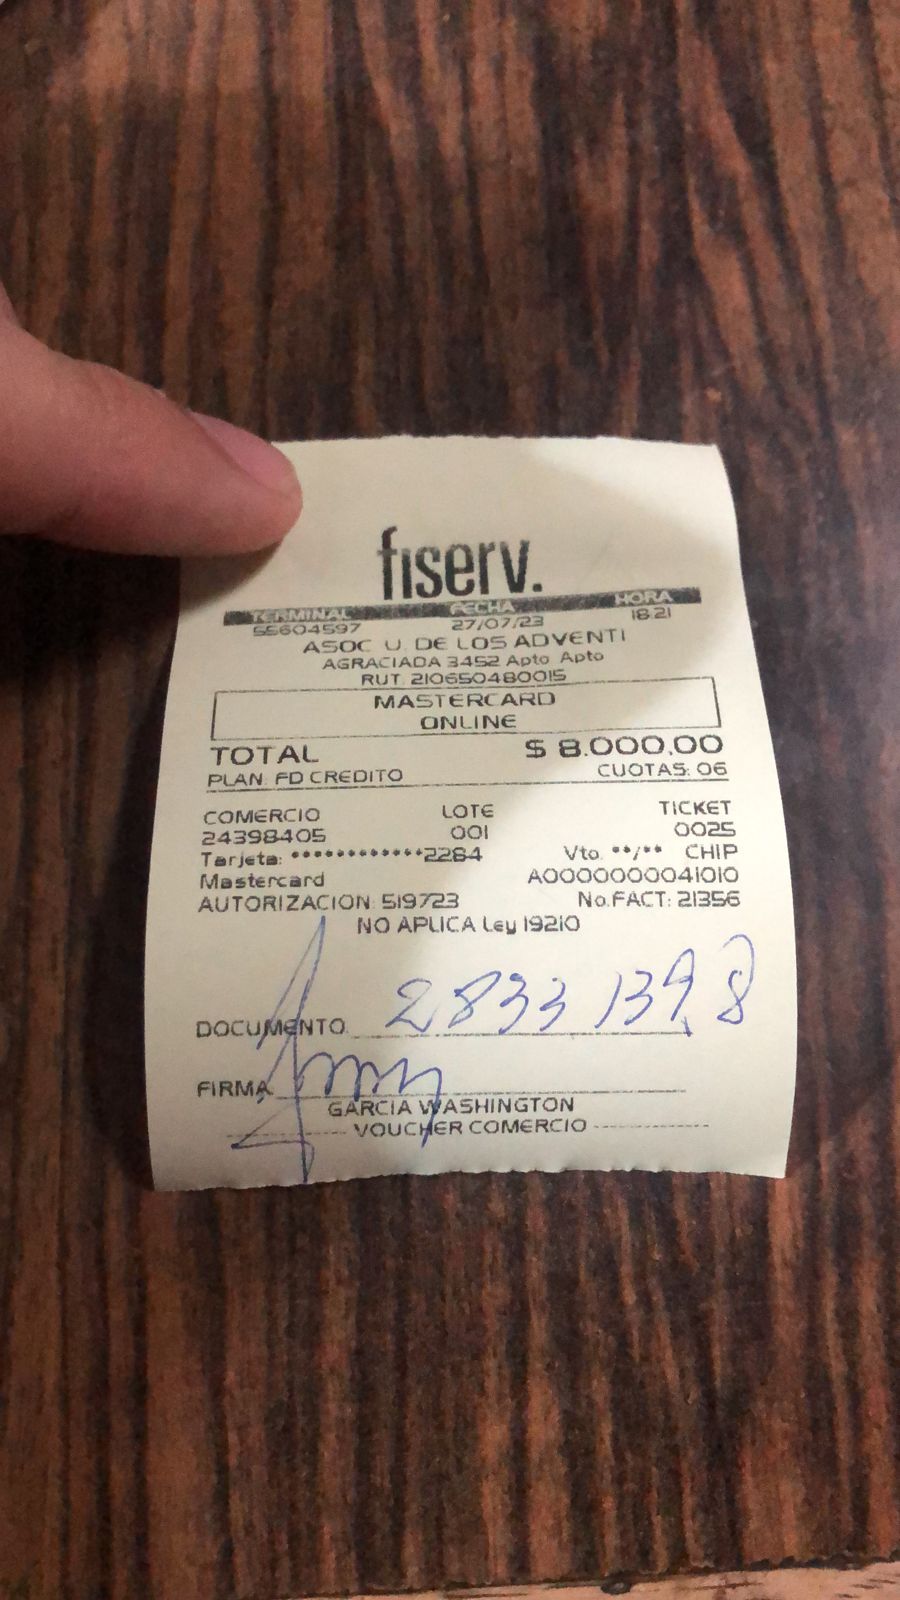 fiserv.
TERMINAL FECHA HORA
55604597 27/07/23 18:21
ASOC U. DE LOS ADVENTI
AGRACIADA 3452 Apto Apto
RUT. 210650480015
MASTERCARD
ONLINE
TOTAL $ 8.000,00
PLAN: FD CREDITO CUOTAS: 06
COMERCIO LOTE TICKET
24398405 001 0025
Tarjeta: ************2284 Vto. **/** CHIP
Mastercard A0000000041010
AUTORIZACION: 519723 No.FACT: 21356
NO APLICA Ley 19210
DOCUMENTO 2833 139 8
FIRMA
GARCIA WASHINGTON
VOUCHER COMERCIO